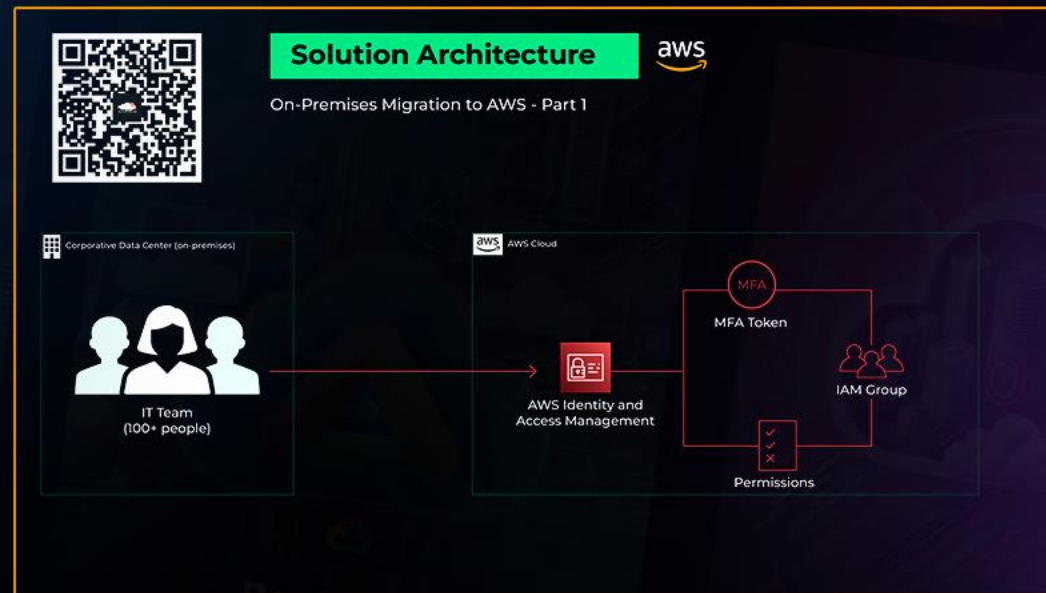 Solution Architecture
aws
On-Premises Migration to AWS - Part 1
Corporative Data Center (on-premises)
IT Team
(100+ people)
aws
AWS Cloud
AWS Identity and
Access Management
MFA
MFA Token
IAM Group
Permissions